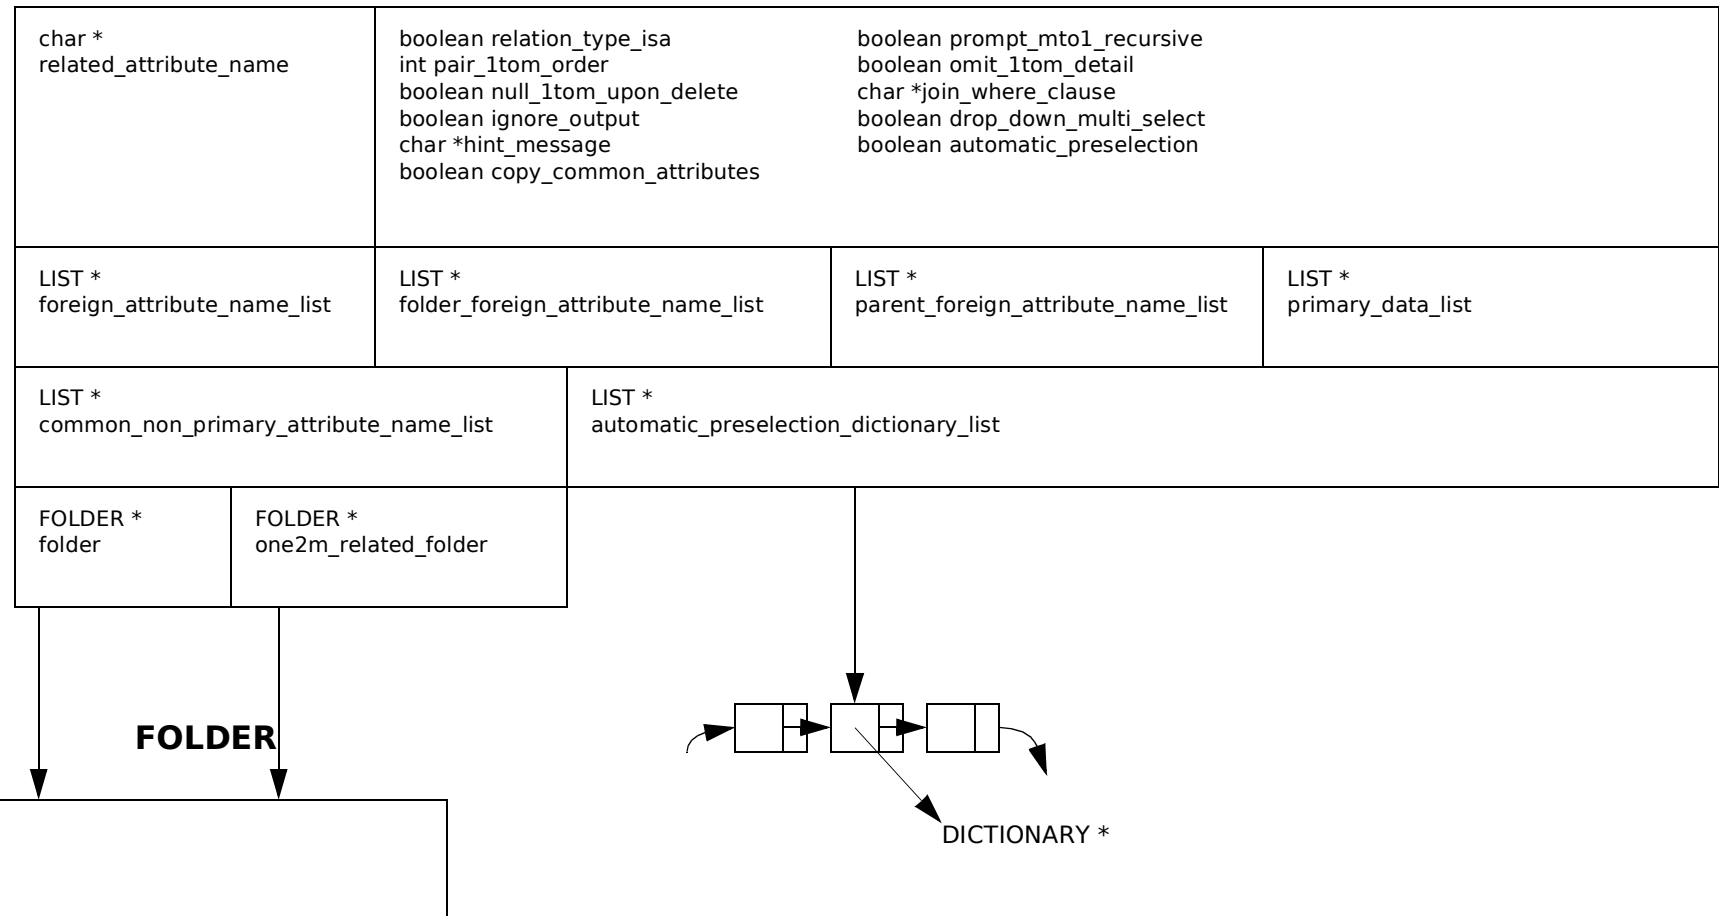 char *
related_attribute_name
boolean relation_type_isa
int pair_1tom_order
boolean null_1tom_upon_delete
boolean ignore_output
char *hint_message
boolean copy_common_attributes
boolean prompt_mto1_recursive
boolean omit_1tom_detail
char *join_where_clause
boolean drop_down_multi_select
boolean automatic_preselection
LIST *
foreign_attribute_name_list
LIST *
folder_foreign_attribute_name_list
LIST *
parent_foreign_attribute_name_list
LIST *
primary_data_list
LIST *
common_non_primary_attribute_name_list
LIST *
automatic_preselection_dictionary_list
FOLDER *
folder
FOLDER *
one2m_related_folder
FOLDER
DICTIONARY *